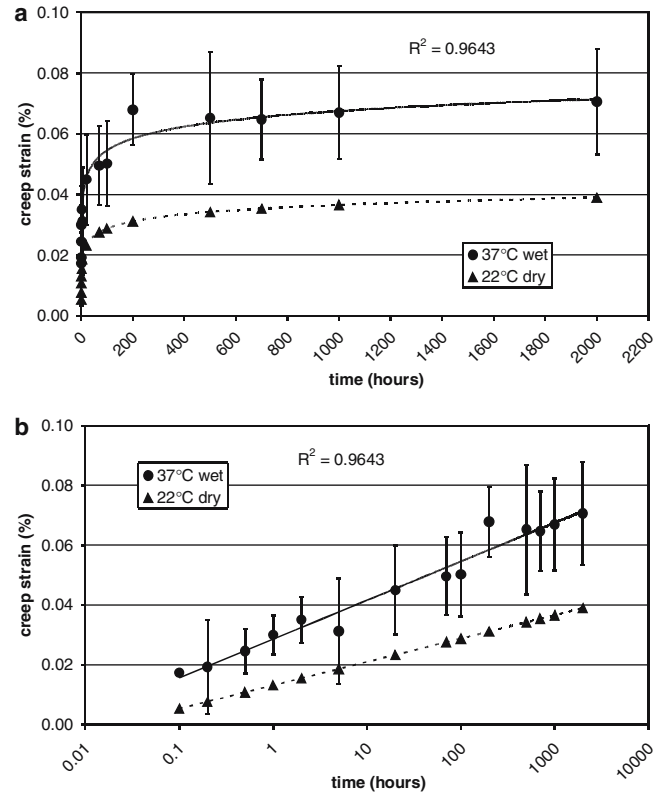 a
0.10
R² = 0.9643
0.08
0.06
creep strain (%)
0.04
0.02
37°C wet
22°C dry
0.00
0 200 400 600 800 1000 1200 1400 1600 1800 2000 2200
time (hours)
b
0.10
37°C wet
22°C dry
R² = 0.9643
0.08
0.06
creep strain (%)
0.04
0.02
0.00
0.01 0.1 1 10 100 1000 10000
time (hours)